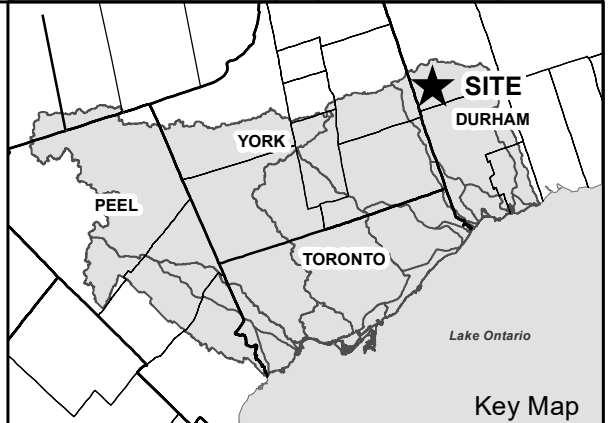 SITE
DURHAM
YORK
PEEL
TORONTO
Lake Ontario
Key Map